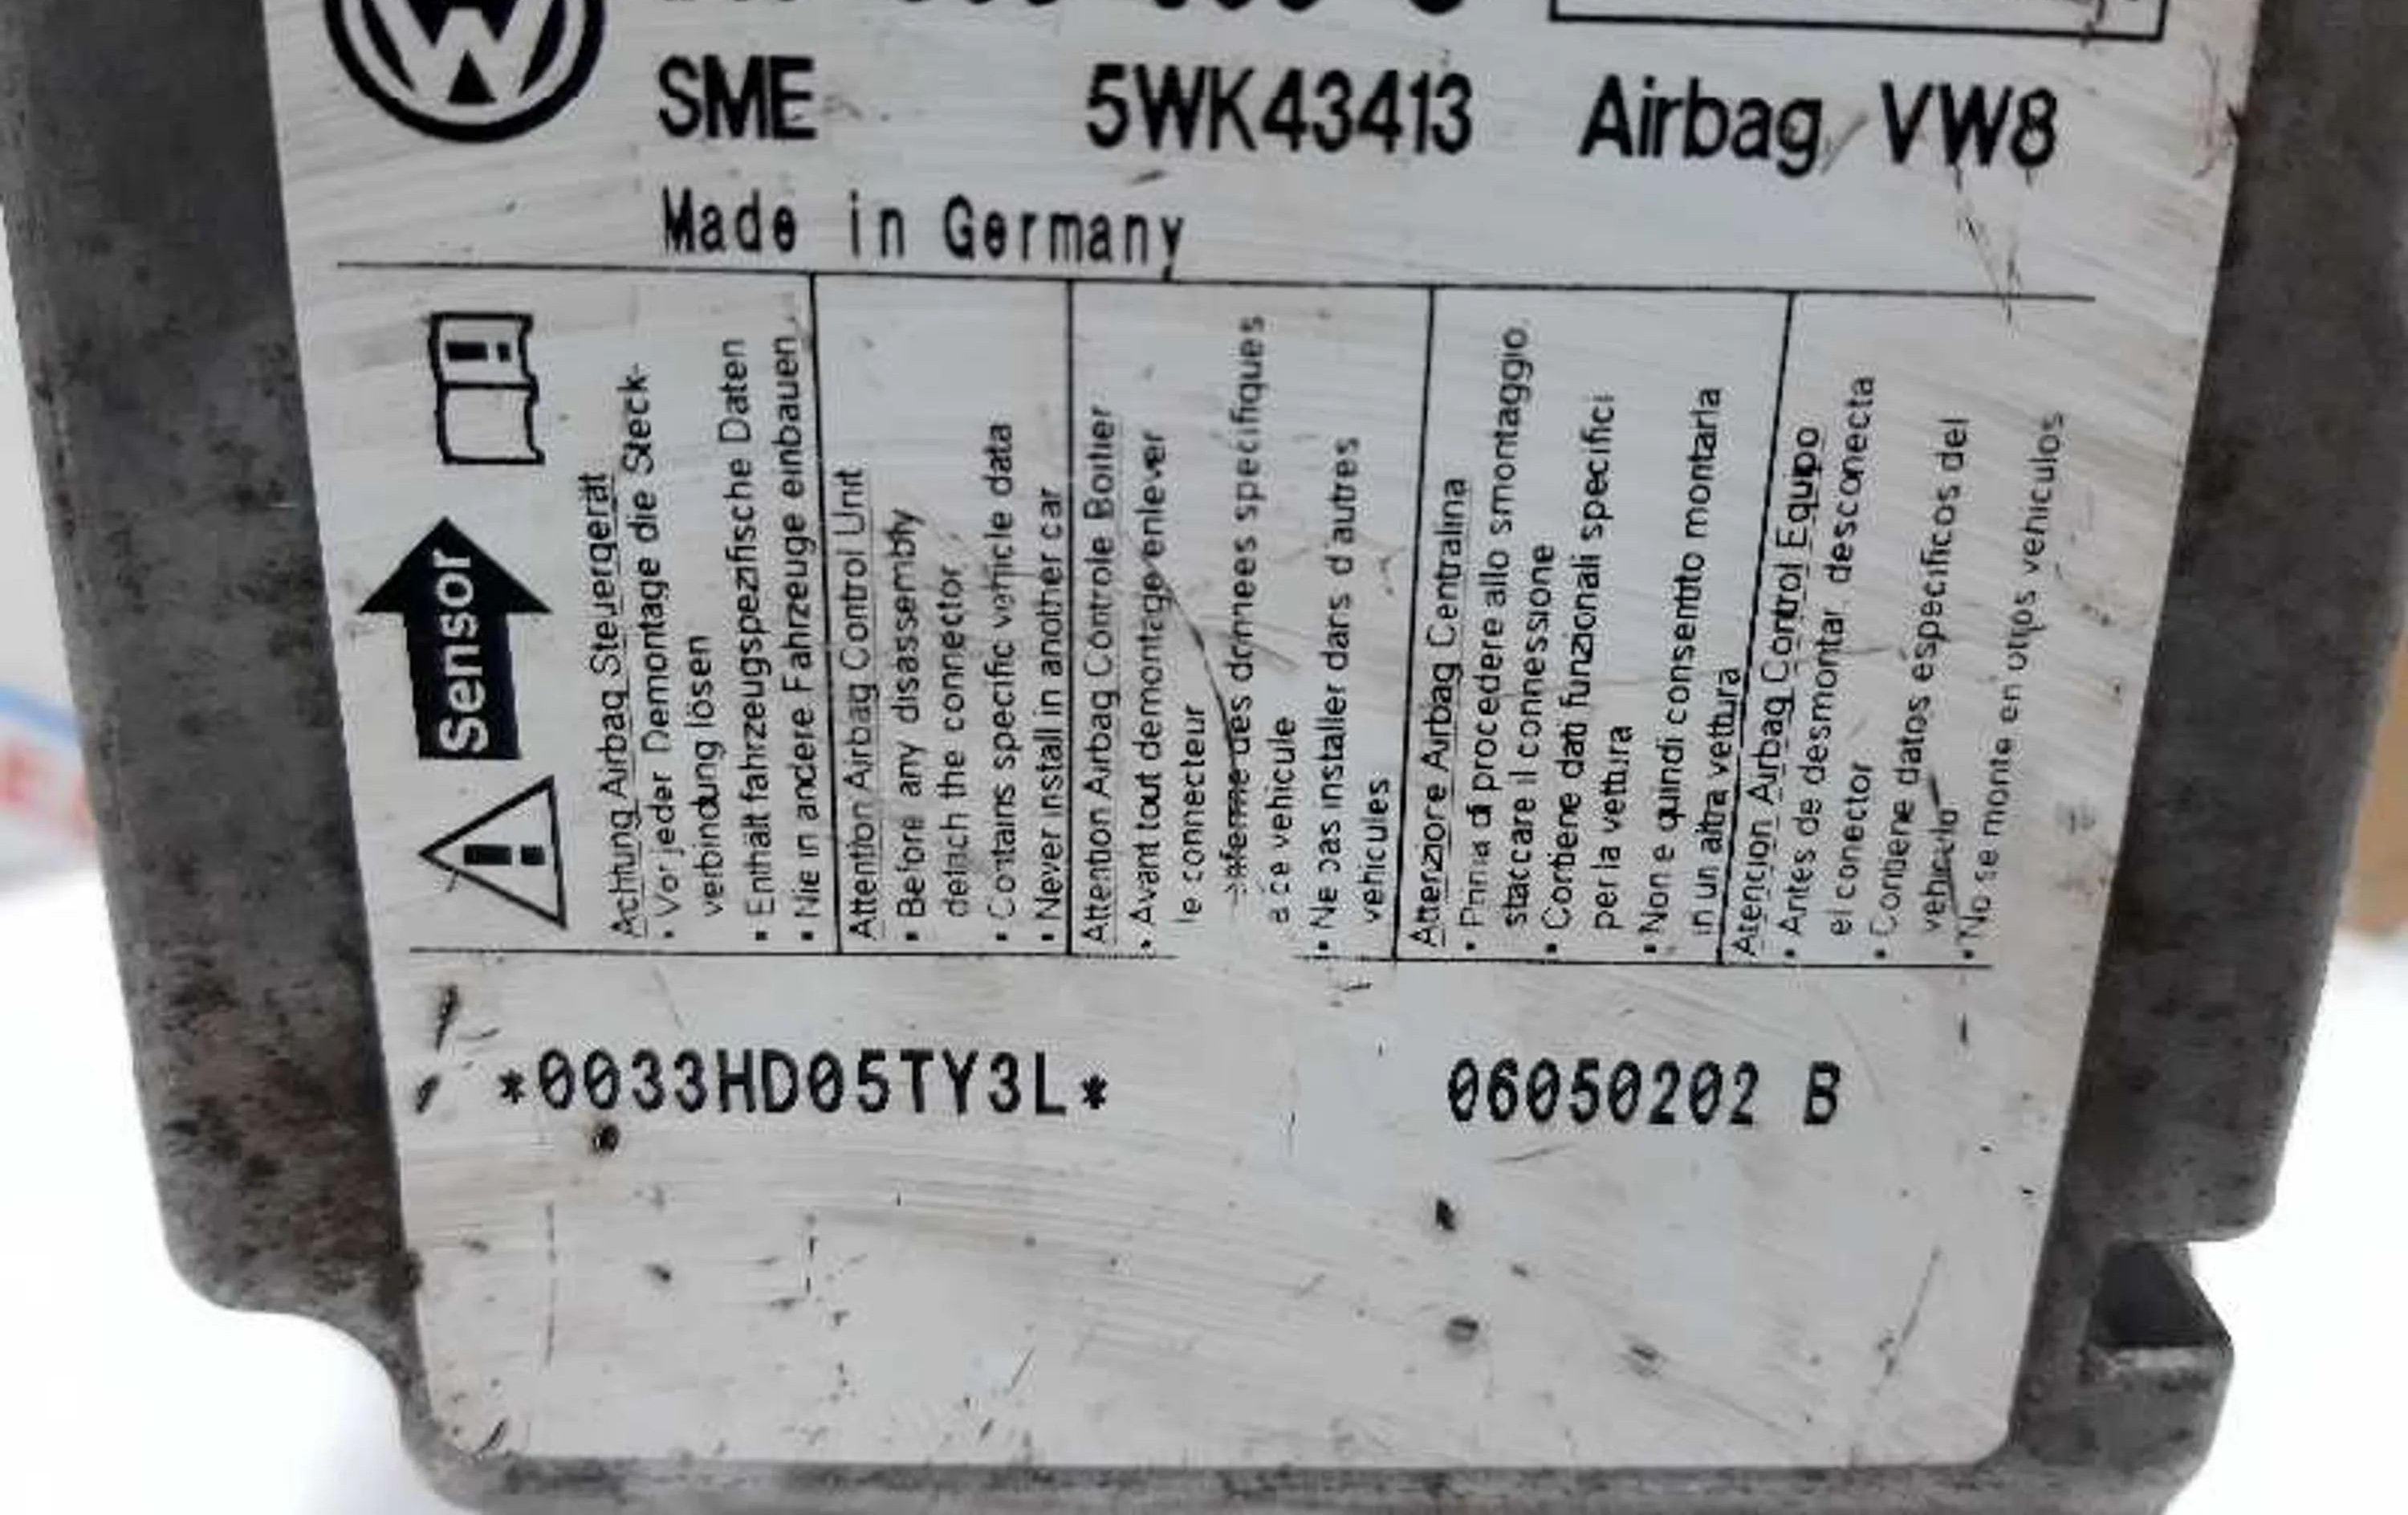 SME 5WK43413 Airbag VW8
Made in Germany
Sensor
Achtung Airbag Steuergerät
• Vor jeder Demontage die Steck-
verbindung lösen
• Enthält fahrzeugspezifische Daten
• Nie in andere Fahrzeuge einbauen
Attention Airbag Control Unit
• Before any disassembly
detach the connector
• Contains specific vehicle data
• Never install in another car
Attention Airbag Controle Boitier
• Avant tout demontage enlever
le connecteur
des donnees specifiques
a ce vehicule
• Ne pas installer dans d'autres
vehicules
Attenzione Airbag Centralina
• Prima di procedere allo smontaggio,
staccare il connessione
• Contiene dati funzionali specifici
per la vettura
• Non e quindi consentito montarla
in un altra vettura
Atencion Airbag Control Equipo
• Antes de desmontar, desconecta
el conector
• Contiene datos especificos del
vehiculo
• No se monte en otros vehiculos
*0033HD05TY3L* 06050202 B